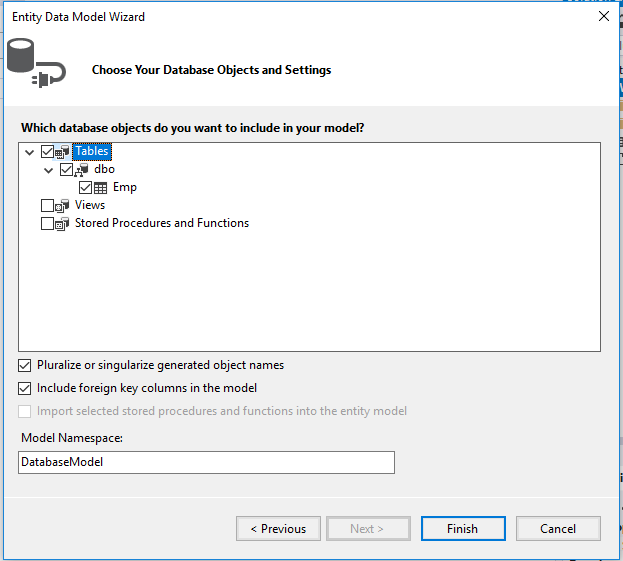 Entity Data Model Wizard
Choose Your Database Objects and Settings
Which database objects do you want to include in your model?
Tables
dbo
Emp
Views
Stored Procedures and Functions
Pluralize or singularize generated object names
Include foreign key columns in the model
Import selected stored procedures and functions into the entity model
Model Namespace:
DatabaseModel
< Previous
Next >
Finish
Cancel